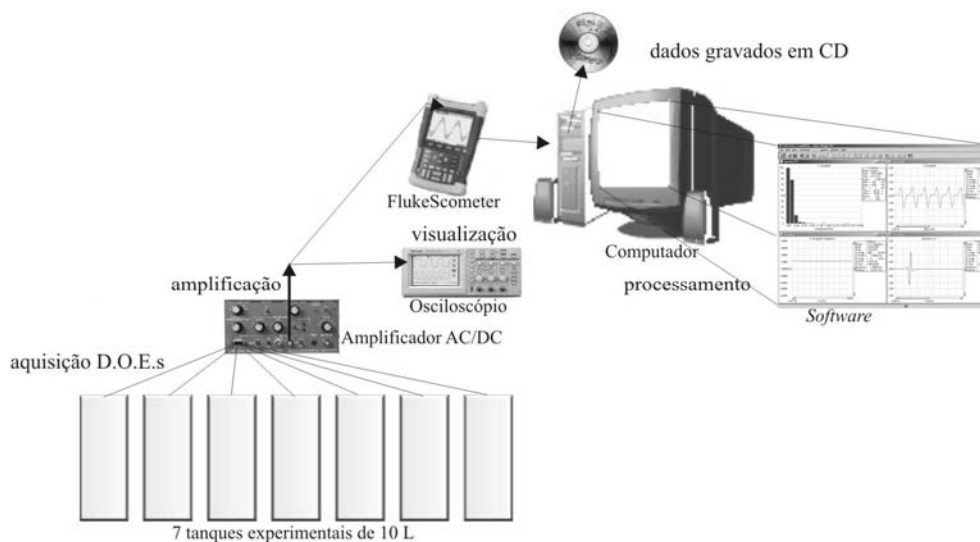 dados gravados em CD
FlukeScometer
visualização
Computador
amplificação
Osciloscópio
processamento
Software
Amplificador AC/DC
aquisição D.O.E.s
7 tanques experimentais de 10 L